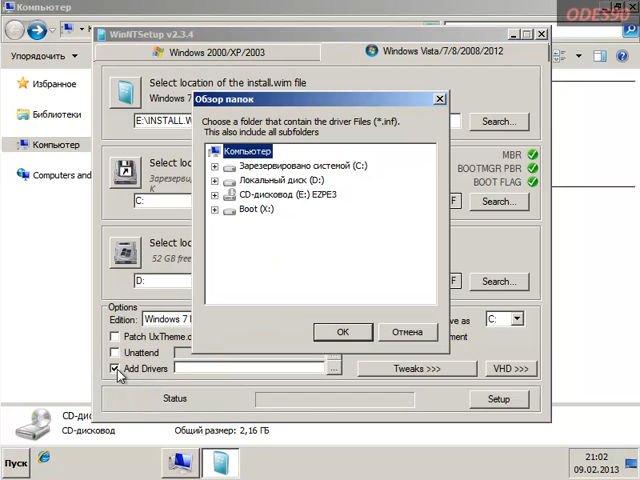 Компьютер
ODES90
WinNTSetup v2.3.4
Упорядочить
Windows 2000/XP/2003
Windows Vista/7/8/2008/2012
Избранное
Библиотеки
Компьютер
Computers and
Select location of the install.wim file
Windows 7
E:\INSTALL.W
Search...
Обзор папок
Choose a folder that contain the driver Files (*.inf).
This also include all subfolders
Компьютер
Зарезервировано системой (C:)
Локальный диск (D:)
CD-дисковод (E:) EZPE3
Boot (X:)
OK
Отмена
Select loc
Зарезервир
K
C:
F
Search...
MBR
BOOTMGR PBR
BOOT FLAG
Select loc
52 GB free
D:
F
Search...
Options
Edition:
Windows 7
ve as
C:
Patch UxTheme.d
ment
Unattend
Add Drivers
...
Tweaks >>>
VHD >>>
Status
Setup
CD-ди
CD-дисковод
Общий размер: 2,16 ГБ
Пуск
21:02
09.02.2013